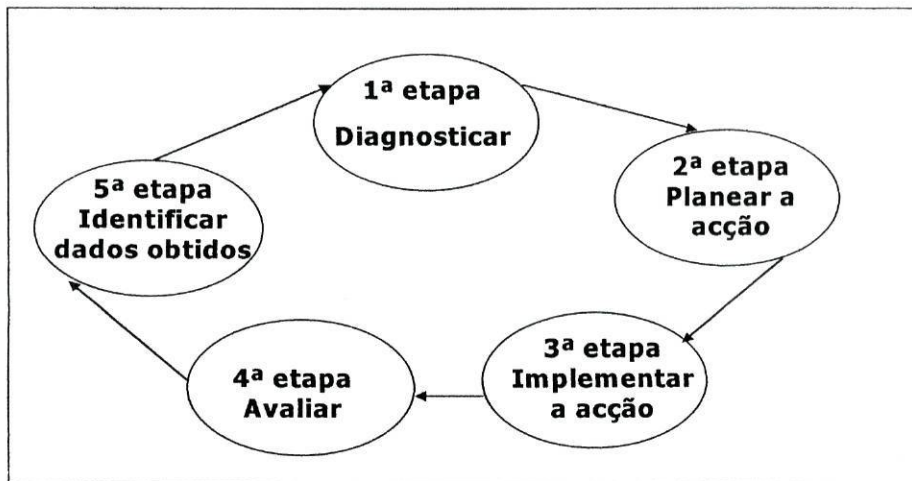 1ª etapa
Diagnosticar
2ª etapa
Planear a
acção
3ª etapa
Implementar
a acção
4ª etapa
Avaliar
5ª etapa
Identificar
dados obtidos